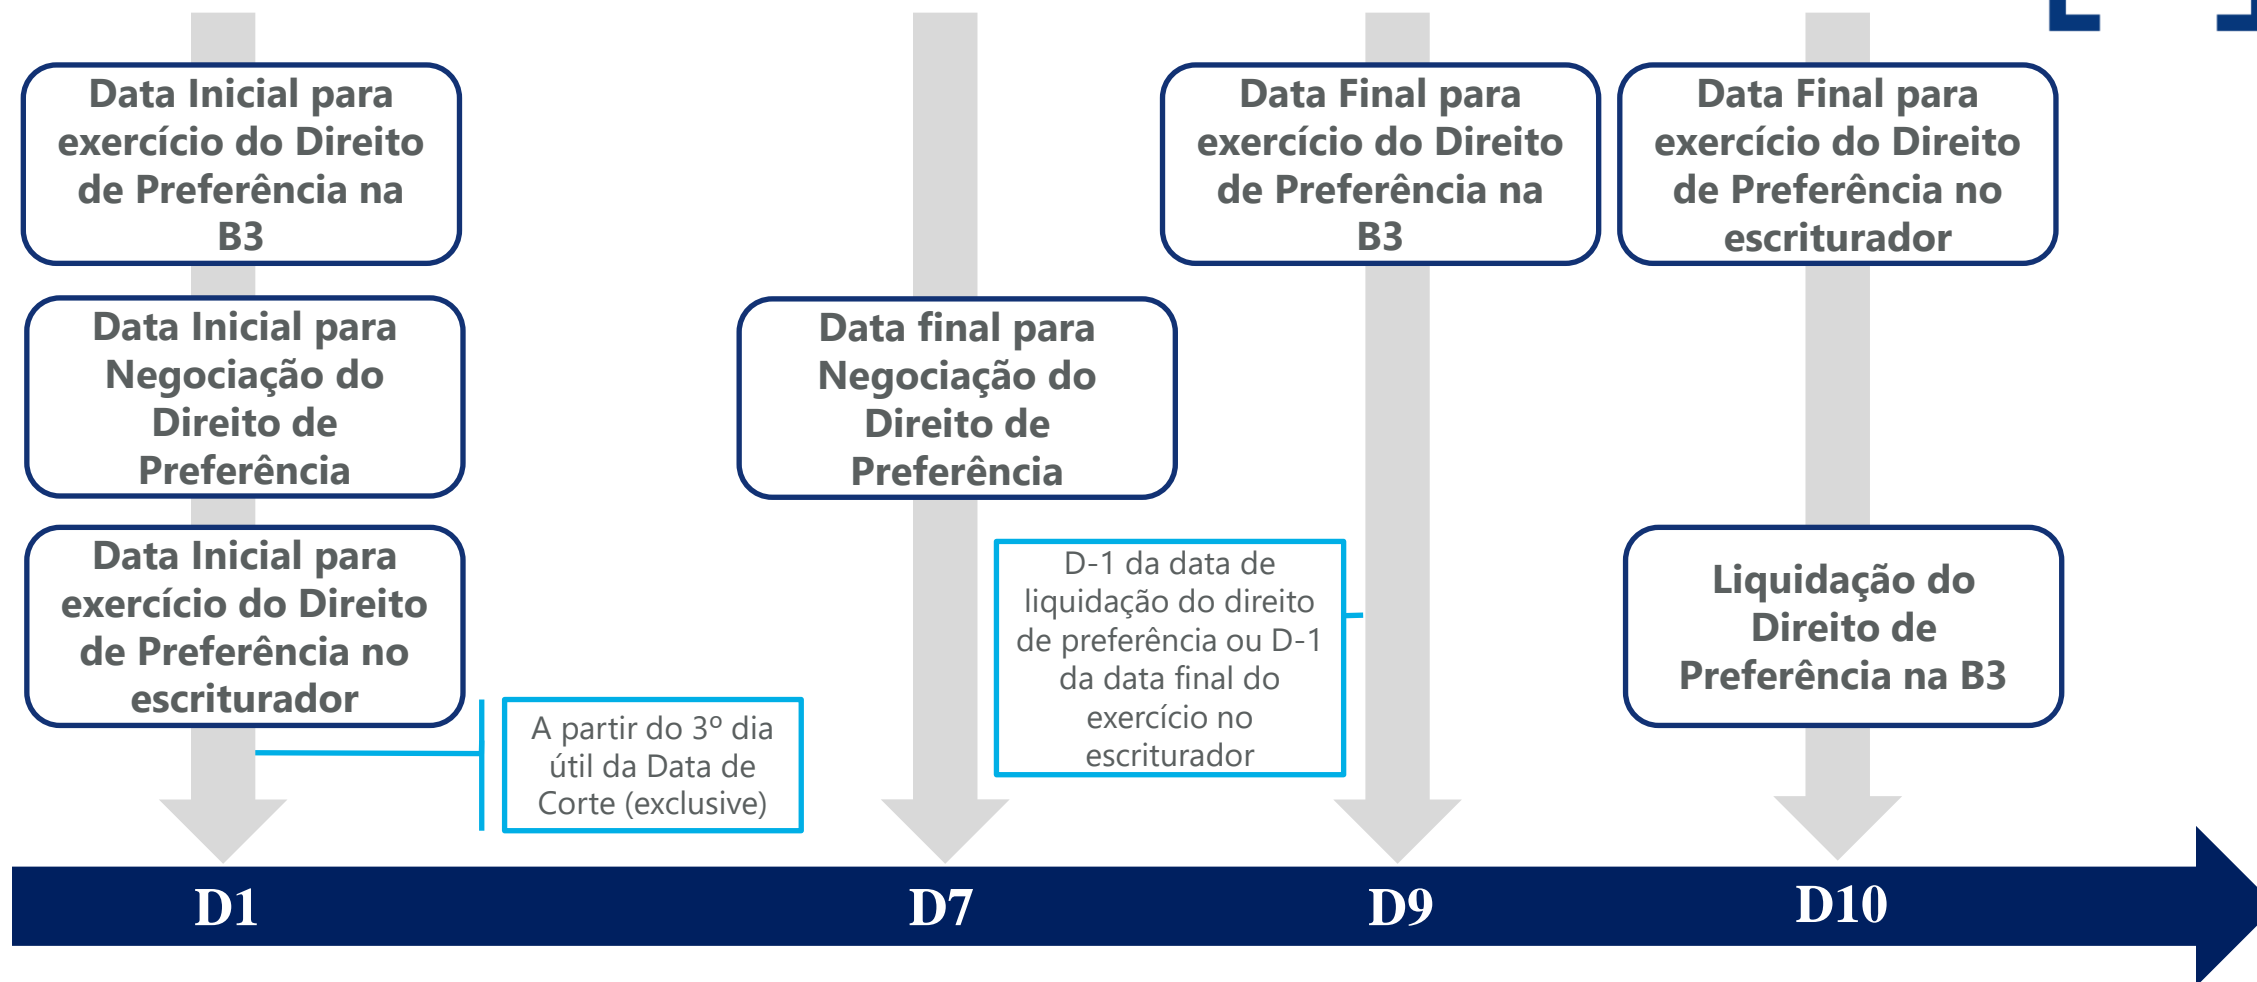 Data Inicial para
exercício do Direito
de Preferência na
B3
Data Inicial para
Negociação do
Direito de
Preferência
Data Inicial para
exercício do Direito
de Preferência no
escriturador
A partir do 3º dia
útil da Data de
Corte (exclusive)
Data final para
Negociação do
Direito de
Preferência
Data Final para
exercício do Direito
de Preferência na
B3
D-1 da data de
liquidação do direito
de preferência ou D-1
da data final do
exercício no
escriturador
Data Final para
exercício do Direito
de Preferência no
escriturador
Liquidação do
Direito de
Preferência na B3
D1
D7
D9
D10